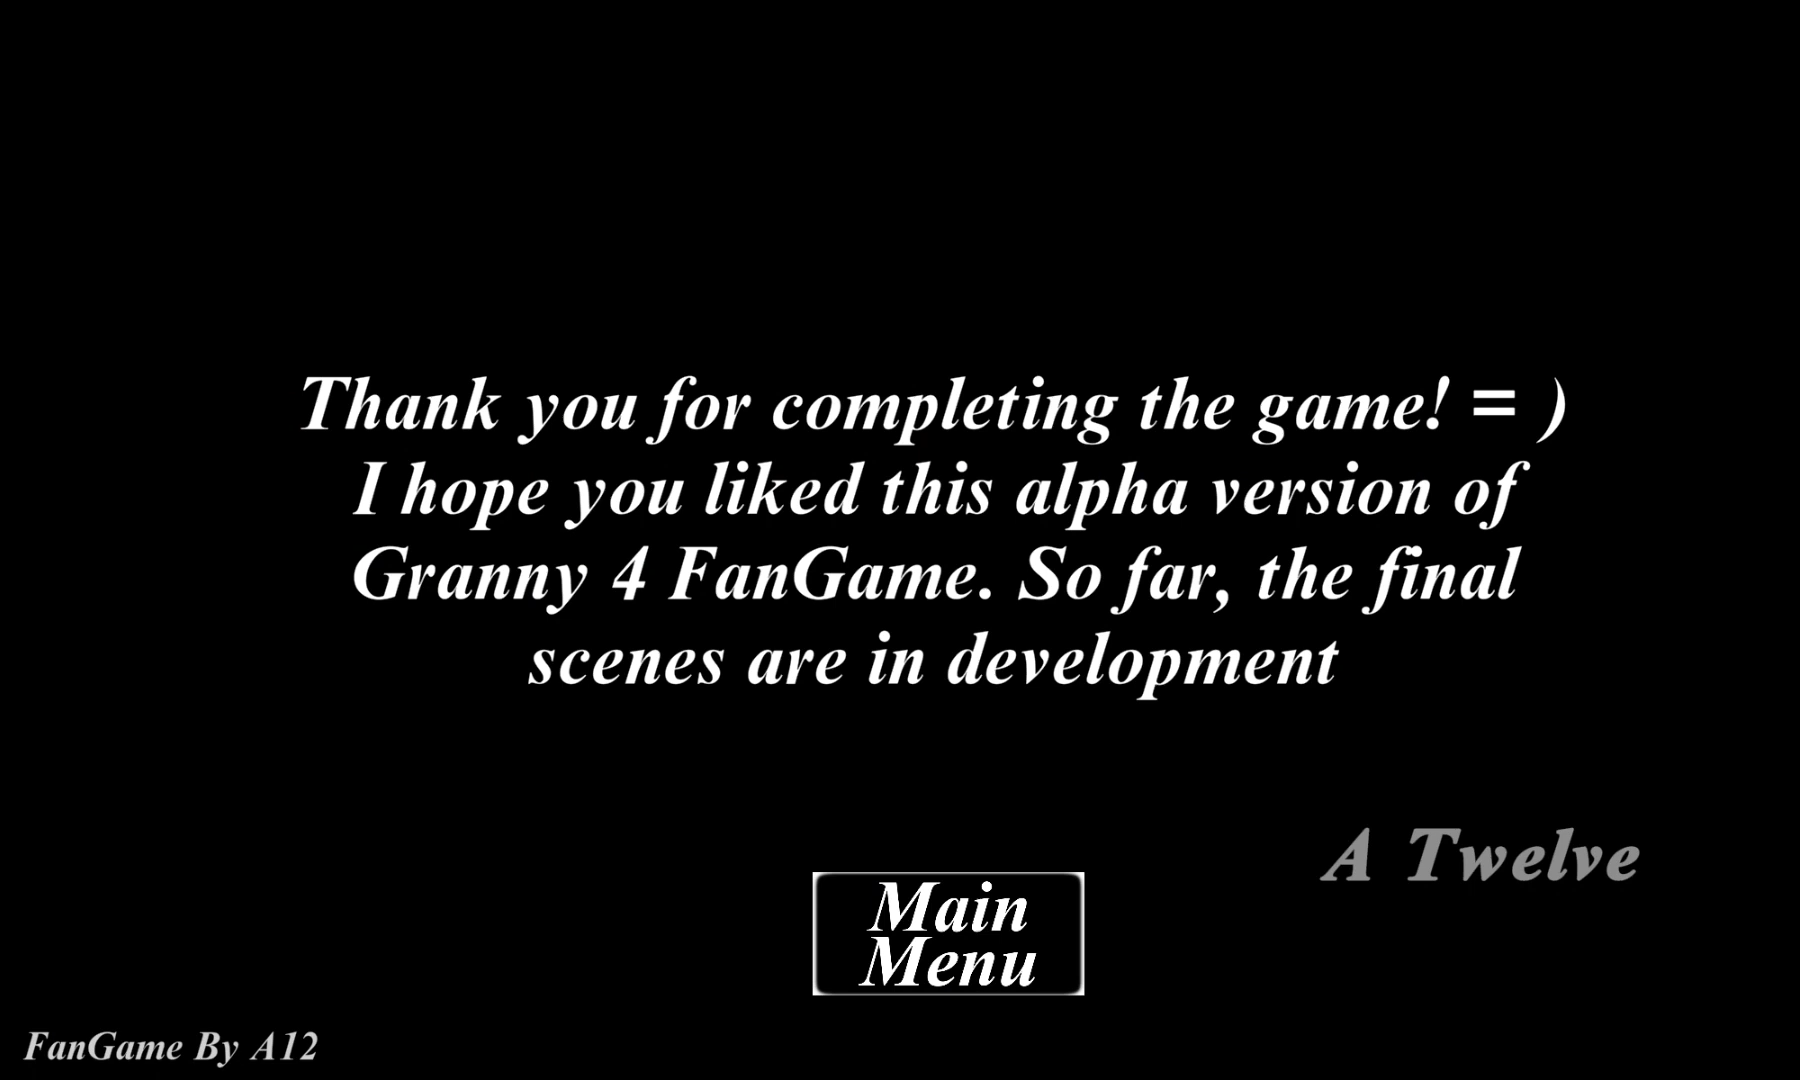 Thank you for completing the game! = )
I hope you liked this alpha version of
Granny 4 FanGame. So far, the final
scenes are in development
A Twelve
Main
Menu
FanGame By A12